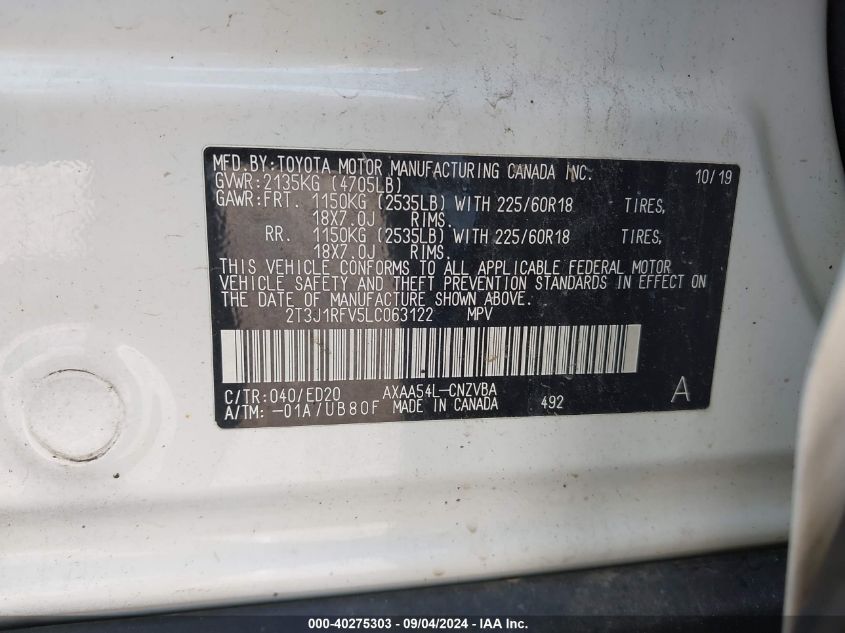 MFD.BY:TOYOTA MOTOR MANUFACTURING CANADA INC. 10/19
GVWR:2135KG (4705LB)
GAWR:FRT. 1150KG (2535LB) WITH 225/60R18 TIRES,
18X7.0J RIMS.
RR. 1150KG (2535LB) WITH 225/60R18 TIRES,
18X7.0J RIMS.
THIS VEHICLE CONFORMS TO ALL APPLICABLE FEDERAL MOTOR
VEHICLE SAFETY AND THEFT PREVENTION STANDARDS IN EFFECT ON
THE DATE OF MANUFACTURE SHOWN ABOVE.
2T3J1RFV5LC063122 MPV
C/TR:040/ED20 AXAA54L-CNZVBA A
A/TM:-01A/UB80F MADE IN CANADA 492
000-40275303 - 09/04/2024 - IAA Inc.